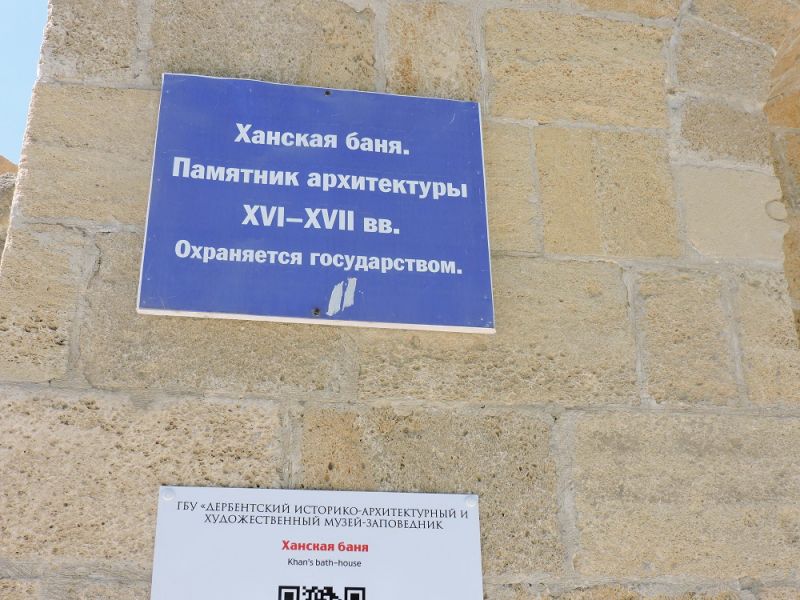 Ханская баня.
Памятник архитектуры
XVI–XVII вв.
Охраняется государством.
ГБУ «ДЕРБЕНТСКИЙ ИСТОРИКО-АРХИТЕКТУРНЫЙ И
ХУДОЖЕСТВЕННЫЙ МУЗЕЙ-ЗАПОВЕДНИК
Ханская баня
Khan's bath-house